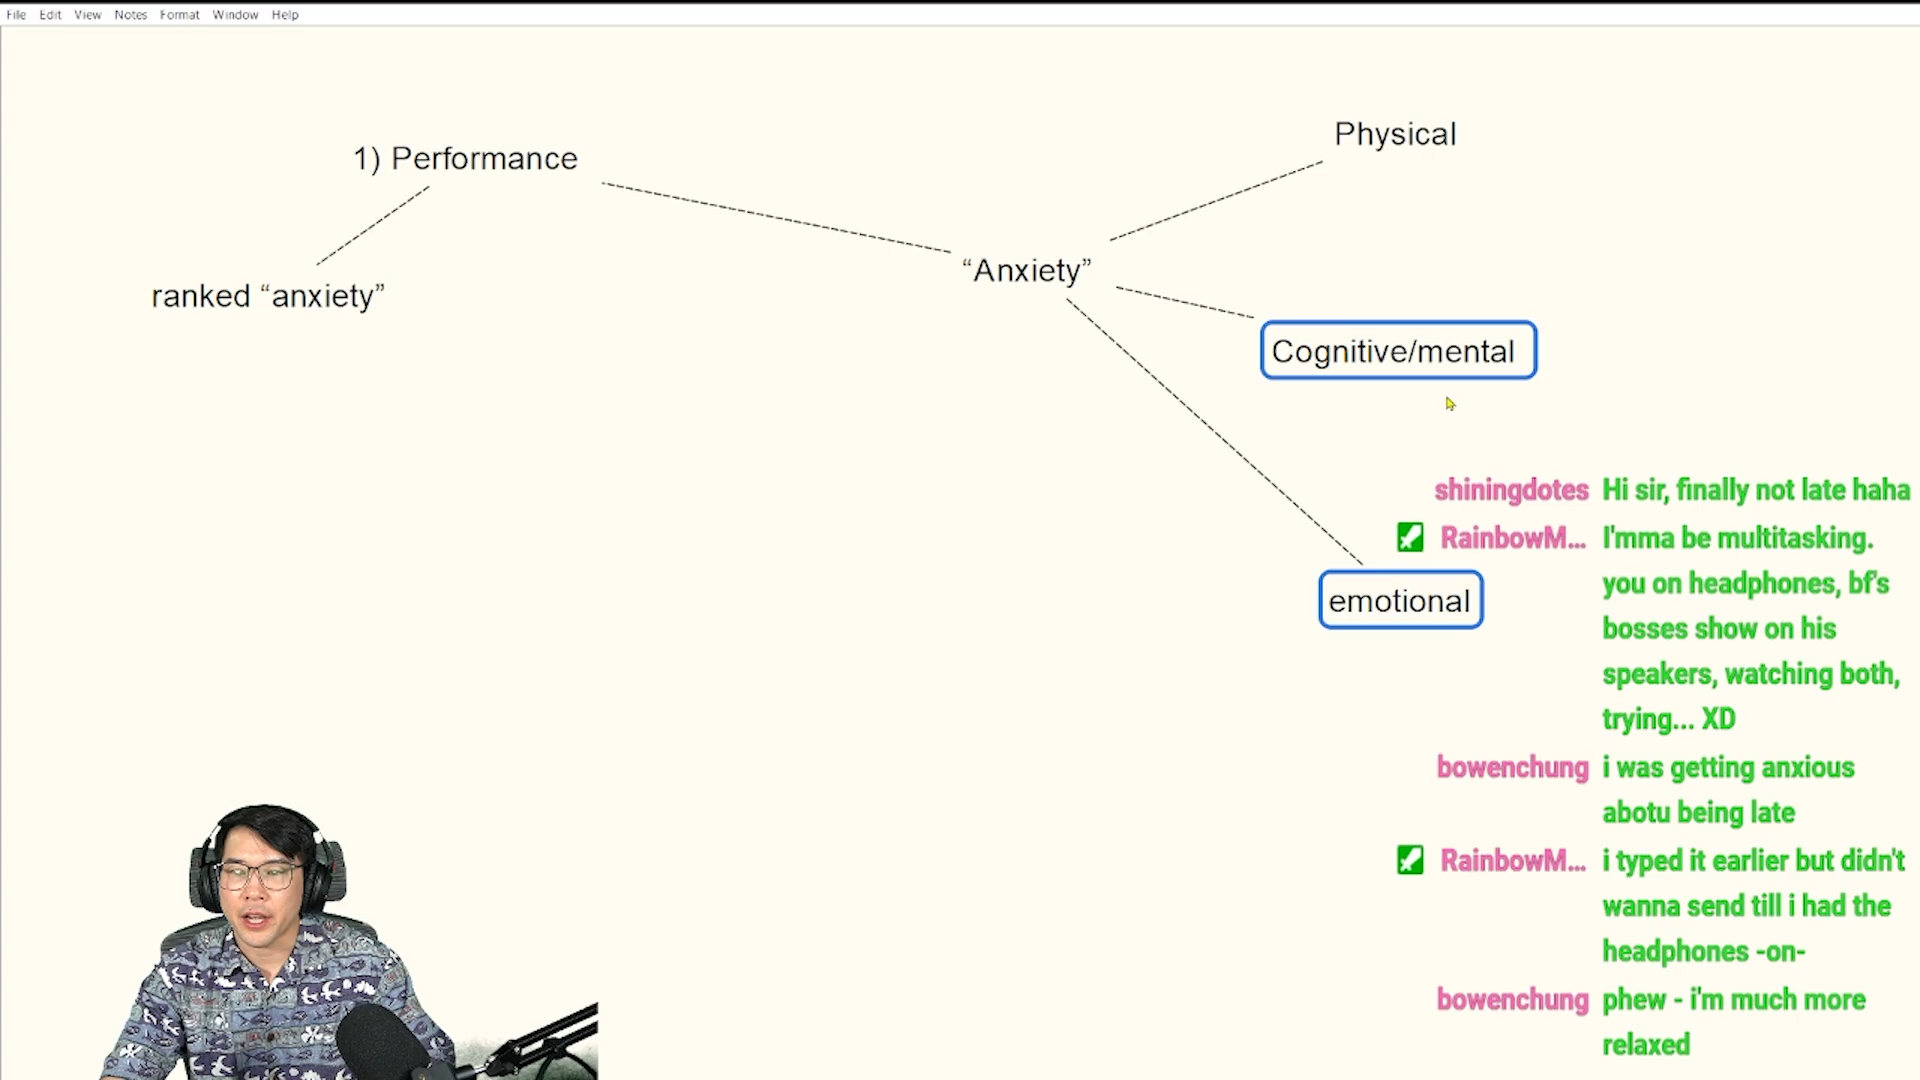 File Edit View Notes Format Window Help
1) Performance
Physical
“Anxiety”
ranked “anxiety”
Cognitive/mental
emotional
shiningdotes Hi sir, finally not late haha
RainbowM... I'mma be multitasking.
you on headphones, bf's
bosses show on his
speakers, watching both,
trying... XD
bowenchung i was getting anxious
abotu being late
RainbowM... i typed it earlier but didn't
wanna send till i had the
headphones -on-
bowenchung phew - i'm much more
relaxed